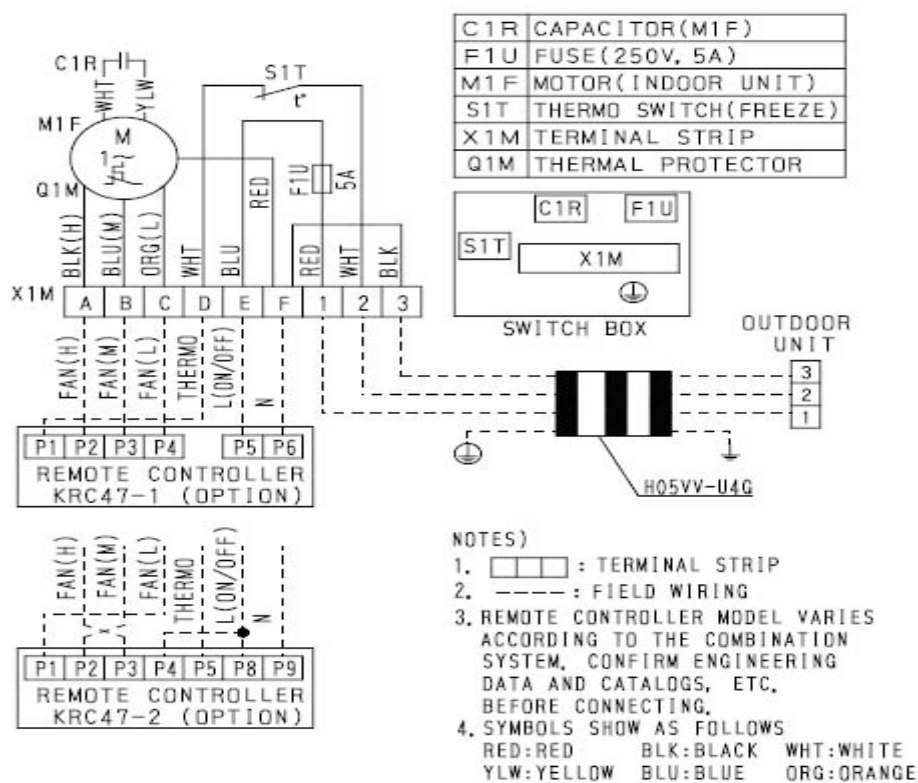 C1R
WHT
YLW
M1F
M
1
Q1M
S1T
t°
RED
F1U
5A
BLK(H)
BLU(M)
ORG(L)
WHT
BLU
RED
WHT
BLK
X1M
A B C D E F 1 2 3
FAN(H)
FAN(M)
FAN(L)
THERMO
L(ON/OFF)
N
P1 P2 P3 P4 P5 P6
REMOTE CONTROLLER
KRC47-1 (OPTION)
FAN(H)
FAN(M)
FAN(L)
THERMO
L(ON/OFF)
N
P1 P2 P3 P4 P5 P8 P9
REMOTE CONTROLLER
KRC47-2 (OPTION)
C1R CAPACITOR(M1F)
F1U FUSE(250V, 5A)
M1F MOTOR(INDOOR UNIT)
S1T THERMO SWITCH(FREEZE)
X1M TERMINAL STRIP
Q1M THERMAL PROTECTOR
C1R F1U
S1T
X1M
SWITCH BOX
OUTDOOR
UNIT
3
2
1
H05VV-U4G
NOTES)
1. : TERMINAL STRIP
2. ----- : FIELD WIRING
3. REMOTE CONTROLLER MODEL VARIES
ACCORDING TO THE COMBINATION
SYSTEM, CONFIRM ENGINEERING
DATA AND CATALOGS, ETC,
BEFORE CONNECTING.
4. SYMBOLS SHOW AS FOLLOWS
RED:RED BLK:BLACK WHT:WHITE
YLW:YELLOW BLU:BLUE ORG:ORANGE